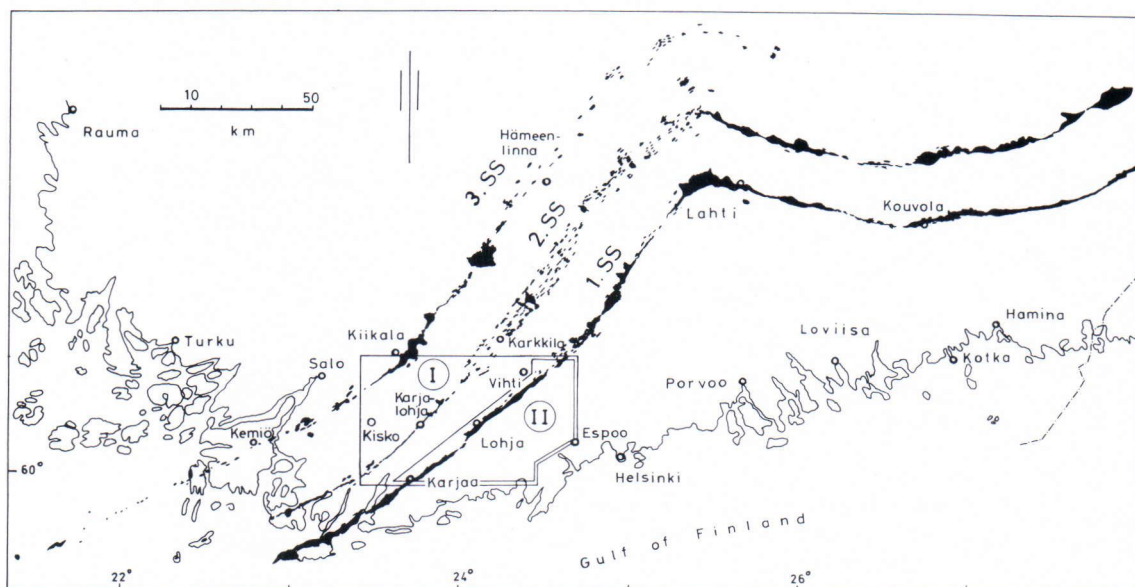 10 50
km
Rauma
Hämeen-
linna
3. SS
2. SS
1. SS
Lahti
Kouvola
Turku
Kiikala
Karkkila
Salo
I
Vihti
II
Karja-
lohja
Kisko
Kemiö
Lohja
Espoo
Karjaa
Helsinki
Porvoo
Loviisa
Hamina
Kotka
60°
Gulf of Finland
22° 24° 26°